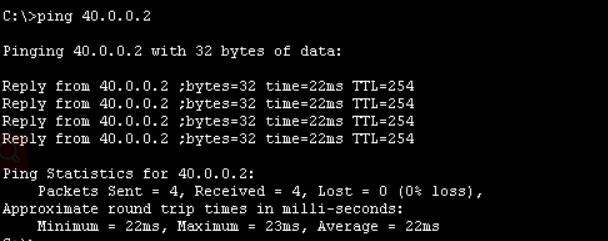 C:\>ping 40.0.0.2
Pinging 40.0.0.2 with 32 bytes of data:
Reply from 40.0.0.2 ;bytes=32 time=22ms TTL=254
Reply from 40.0.0.2 ;bytes=32 time=22ms TTL=254
Reply from 40.0.0.2 ;bytes=32 time=22ms TTL=254
Reply from 40.0.0.2 ;bytes=32 time=22ms TTL=254
Ping Statistics for 40.0.0.2:
Packets Sent = 4, Received = 4, Lost = 0 (0% loss),
Approximate round trip times in milli-seconds:
Minimum = 22ms, Maximum = 23ms, Average = 22ms